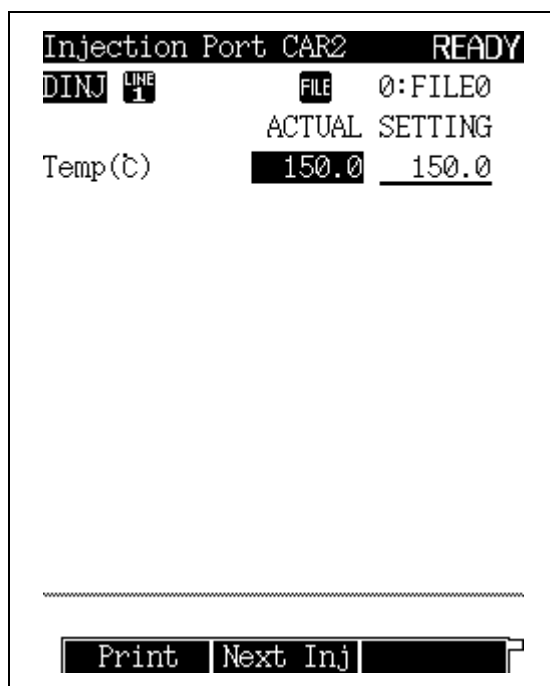 Injection Port CAR2 READY
DINJ LINE 1 FILE 0:FILE0
ACTUAL SETTING
Temp(℃) 150.0 150.0
Print Next Inj